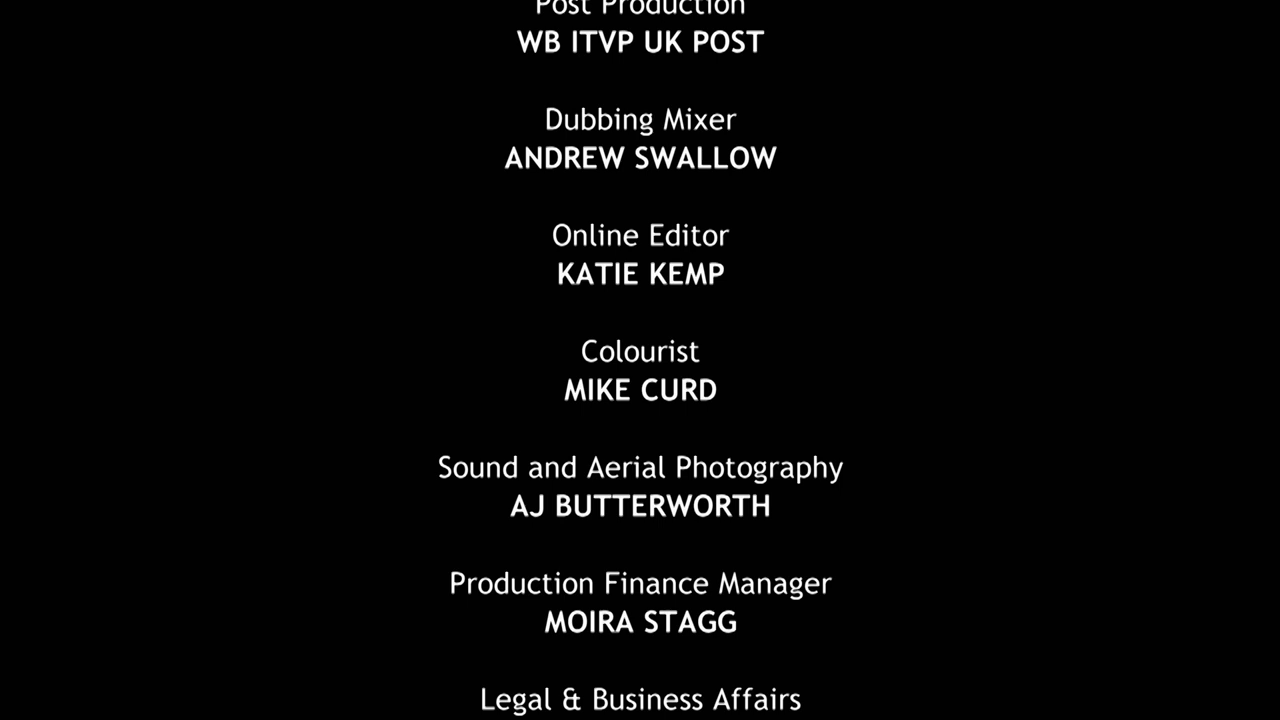 Post Production
WB ITVP UK POST
Dubbing Mixer
ANDREW SWALLOW
Online Editor
KATIE KEMP
Colourist
MIKE CURD
Sound and Aerial Photography
AJ BUTTERWORTH
Production Finance Manager
MOIRA STAGG
Legal & Business Affairs